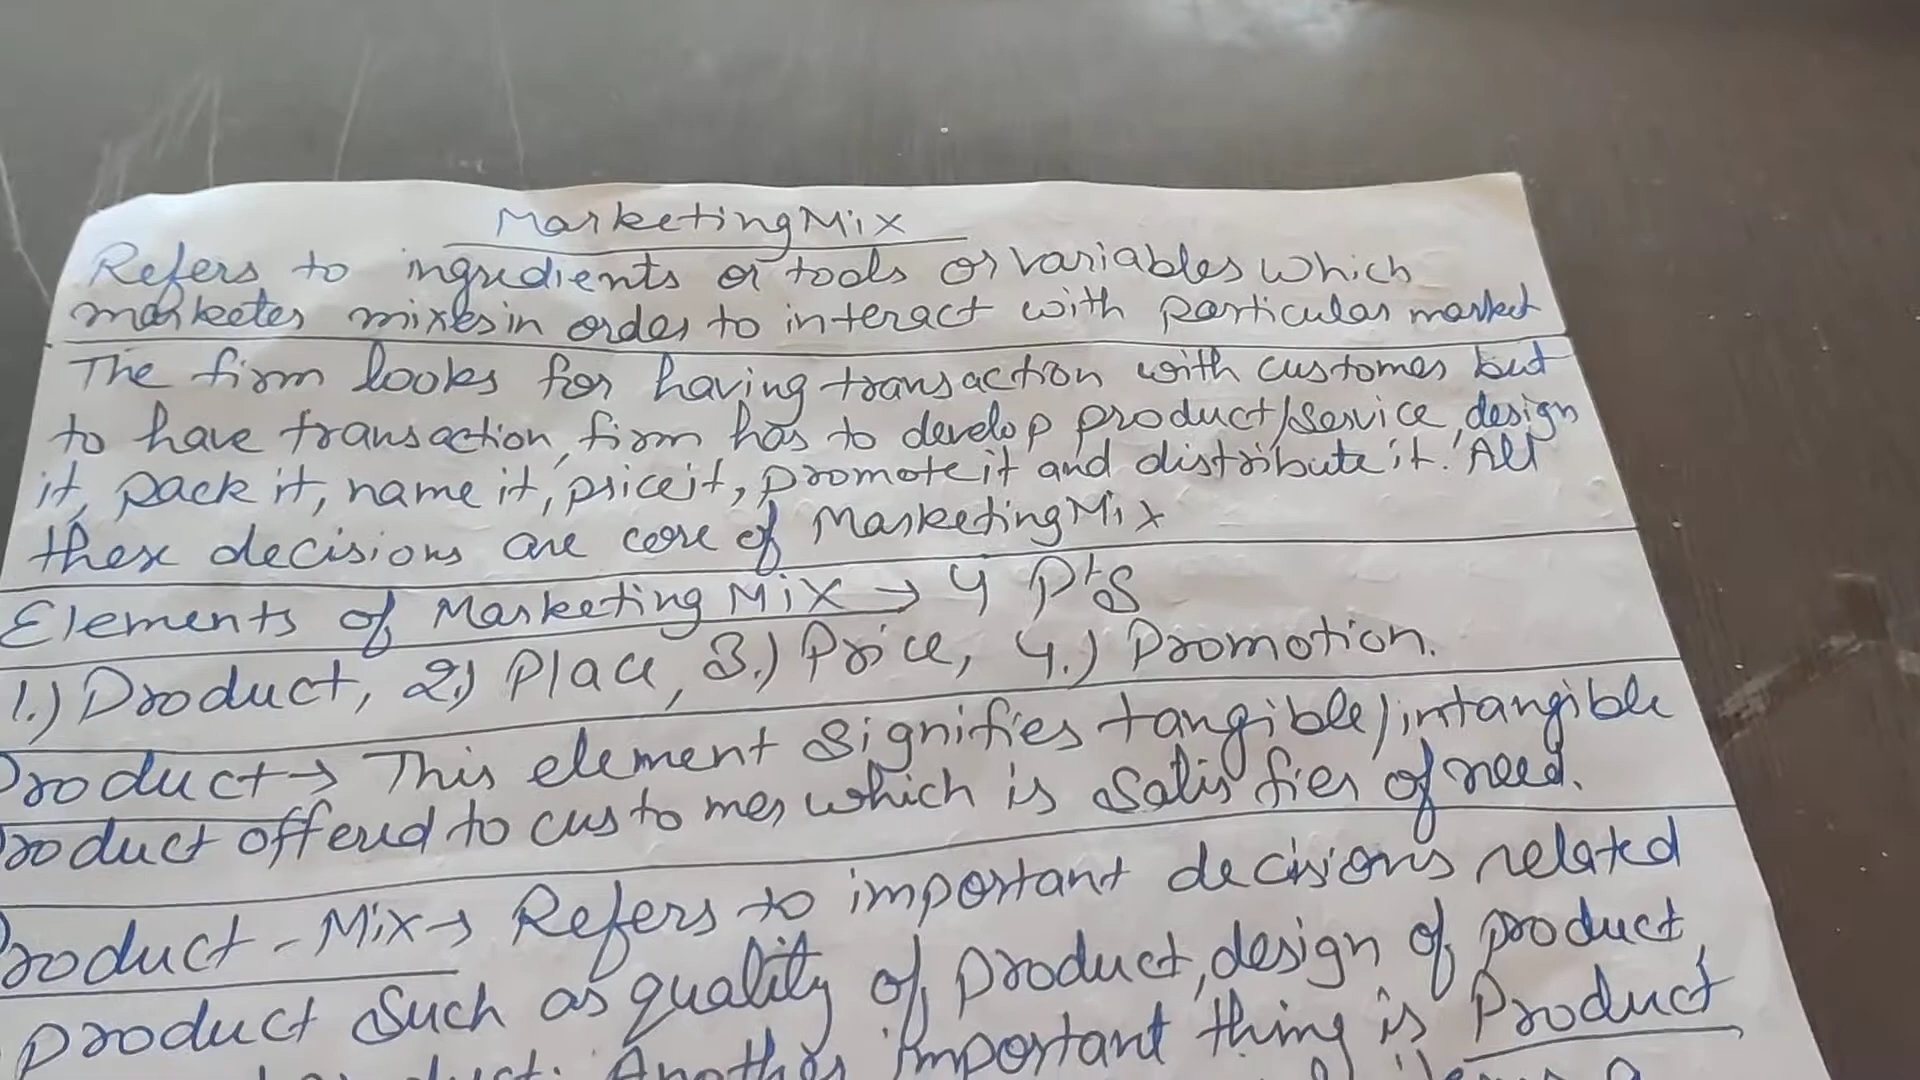 Marketing Mix
Refers to ingredients or tools or variables which
marketer mixes in order to interact with particular market
The firm looks for having transaction with customer but
to have transaction, firm has to develop product/service, design
it, pack it, name it, price it, promote it and distribute it. All
these decisions are core of Marketing Mix
Elements of Marketing Mix → 4 P's
1.) Product, 2.) Place, 3.) Price, 4.) Promotion.
Product → This element signifies tangible/intangible
Product offered to customer which is satisfies of need.
Product - Mix → Refers to important decisions related
product such as quality of product, design of product,
Another important thing is Product